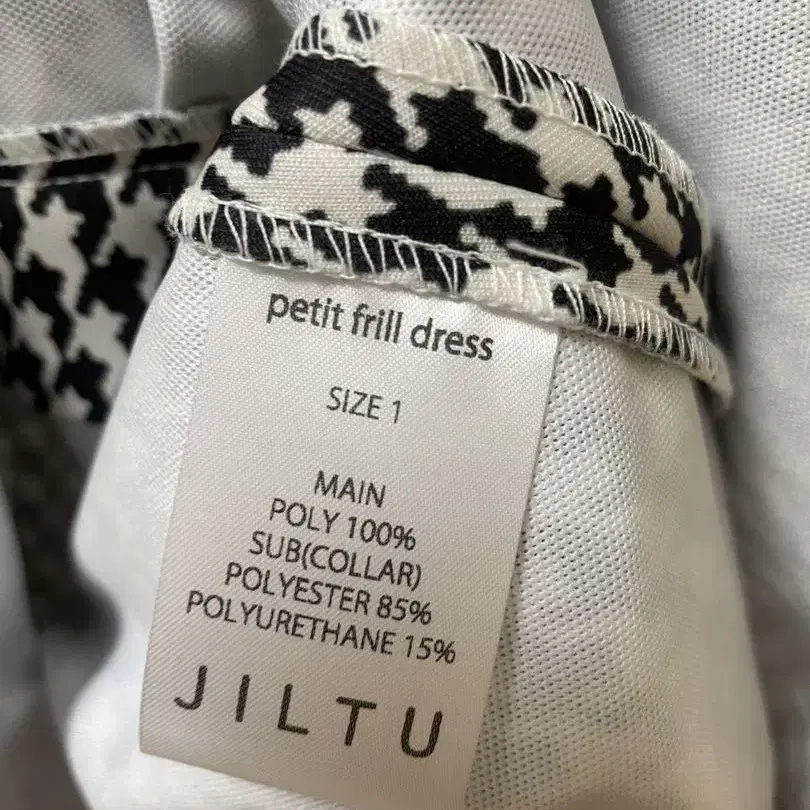 petit frill dress
SIZE 1
MAIN
POLY 100%
SUB(COLLAR)
POLYESTER 85%
POLYURETHANE 15%
JILTU